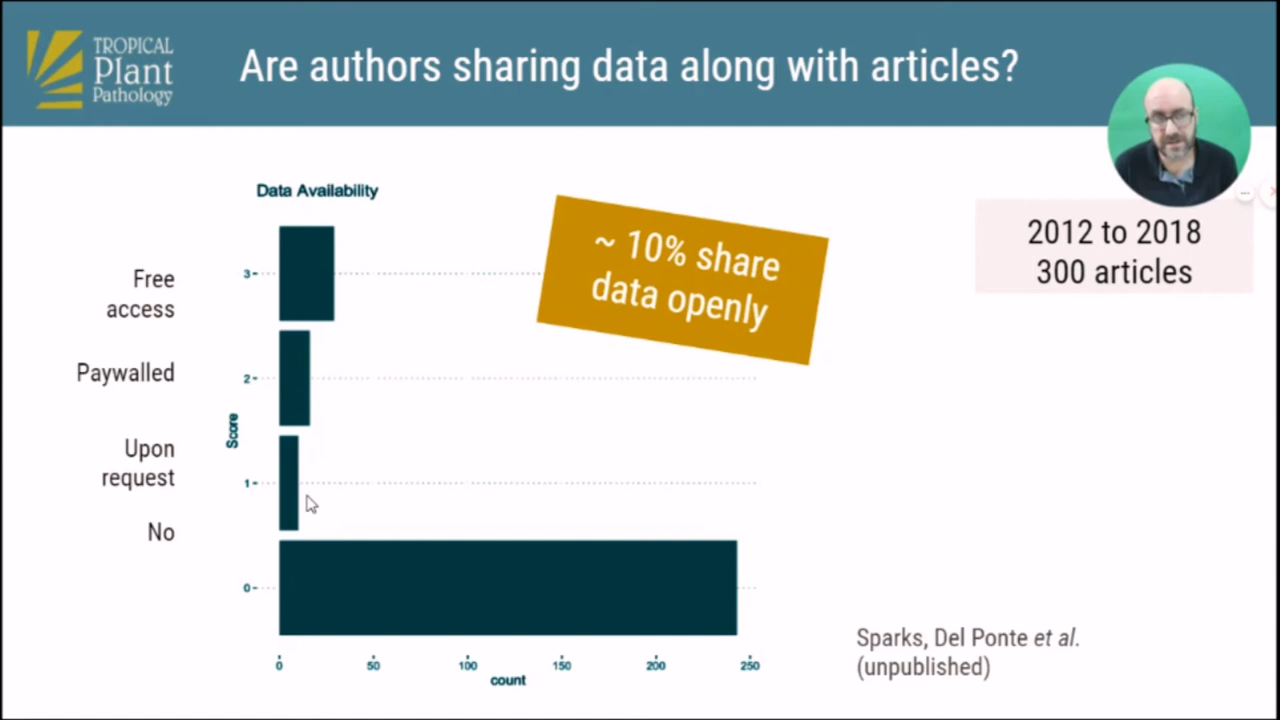 TROPICAL
Plant
Pathology
Are authors sharing data along with articles?
Data Availability
~ 10% share
data openly
2012 to 2018
300 articles
Free
access
Paywalled
Upon
request
No
Score
3
2
1
0
0 50 100 150 200 250
count
Sparks, Del Ponte et al.
(unpublished)